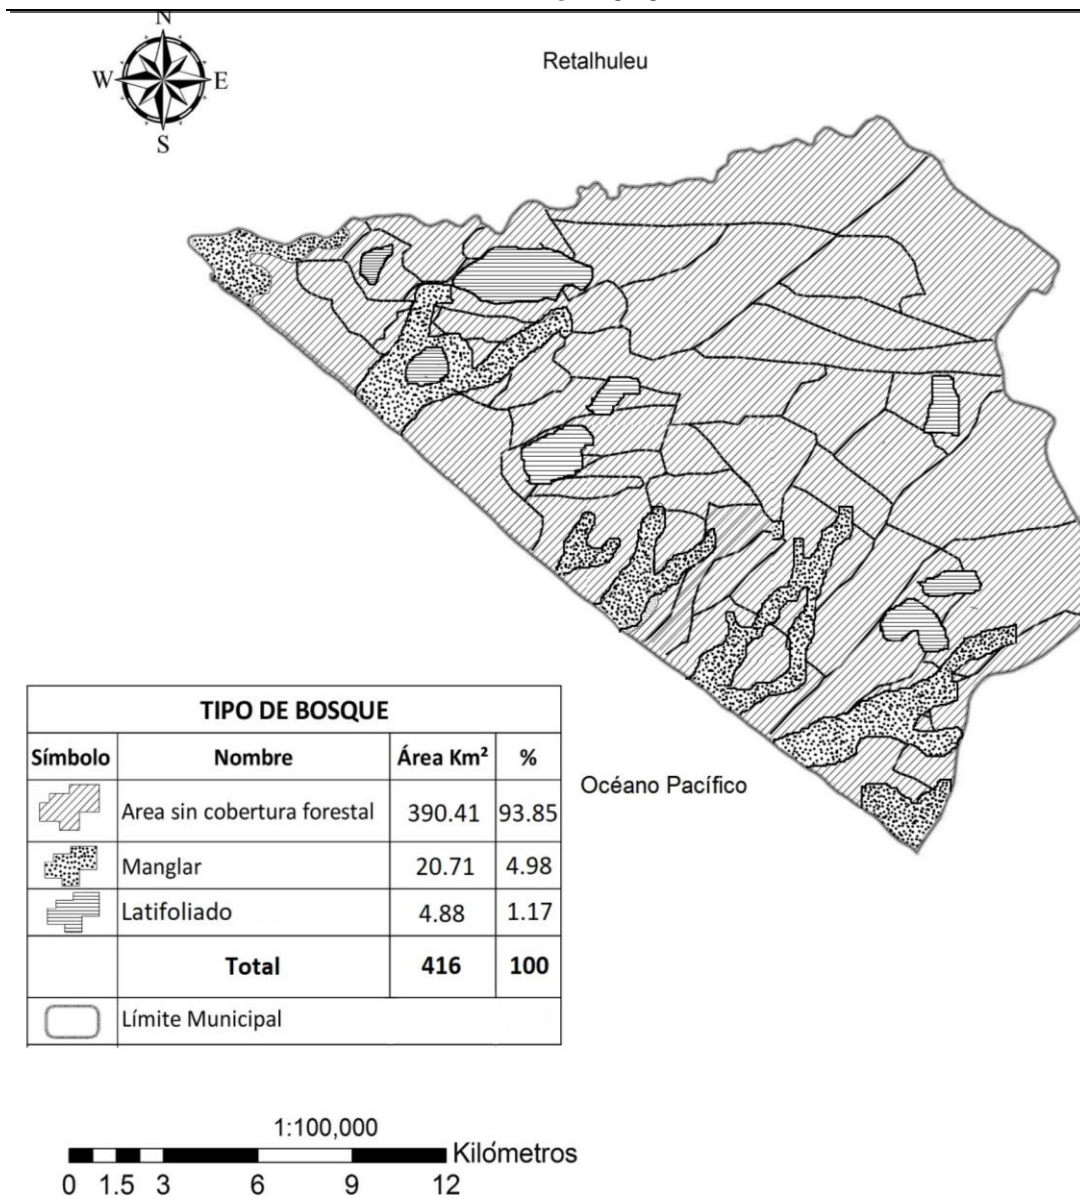 N
W E
S
Retalhuleu
Océano Pacífico
TIPO DE BOSQUE
Símbolo Nombre Área Km² %
Area sin cobertura forestal 390.41 93.85
Manglar 20.71 4.98
Latifoliado 4.88 1.17
Total 416 100
Límite Municipal
1:100,000
Kilómetros
0 1.5 3 6 9 12